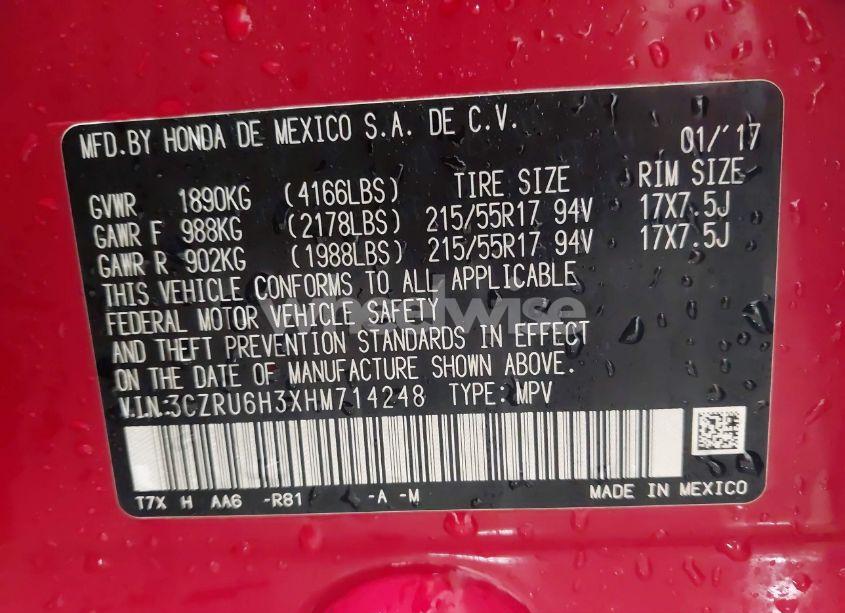 MFD.BY HONDA DE MEXICO S.A. DE C.V. 01/'17
GVWR 1890KG (4166LBS) TIRE SIZE RIM SIZE
GAWR F 988KG (2178LBS) 215/55R17 94V 17X7.5J
GAWR R 902KG (1988LBS) 215/55R17 94V 17X7.5J
THIS VEHICLE CONFORMS TO ALL APPLICABLE
FEDERAL MOTOR VEHICLE SAFETY
AND THEFT PREVENTION STANDARDS IN EFFECT
ON THE DATE OF MANUFACTURE SHOWN ABOVE.
V.I.N:3CZRU6H3XHM714248 TYPE:MPV
T7X H AA6 -R81 -A -M MADE IN MEXICO
wheelwise